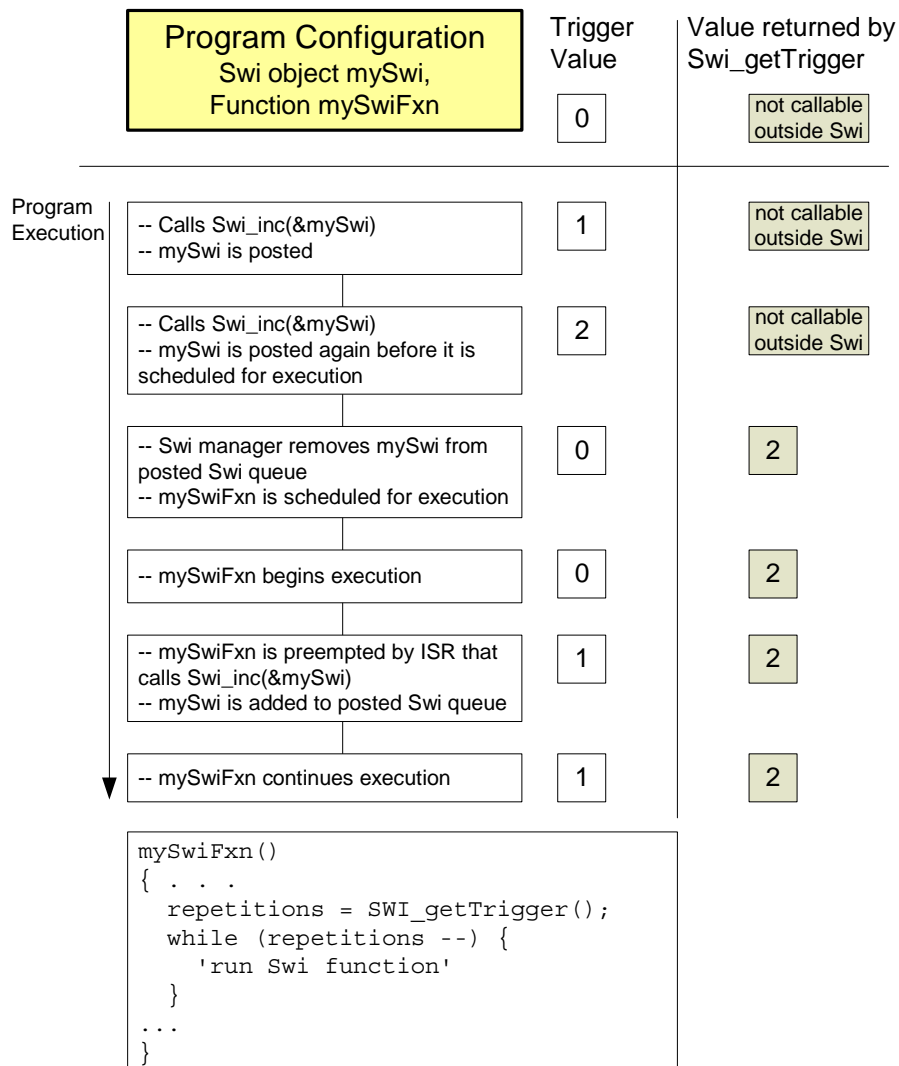 Program Configuration
Swi object mySwi,
Function mySwiFxn
Trigger
Value
0
Value returned by
Swi_getTrigger
not callable
outside Swi
Program
Execution
-- Calls Swi_inc(&mySwi)
-- mySwi is posted
1
not callable
outside Swi
-- Calls Swi_inc(&mySwi)
-- mySwi is posted again before it is
scheduled for execution
2
not callable
outside Swi
-- Swi manager removes mySwi from
posted Swi queue
-- mySwiFxn is scheduled for execution
0
2
-- mySwiFxn begins execution
0
2
-- mySwiFxn is preempted by ISR that
calls Swi_inc(&mySwi)
-- mySwi is added to posted Swi queue
1
2
-- mySwiFxn continues execution
1
2
mySwiFxn()
{ . . .
  repetitions = SWI_getTrigger();
  while (repetitions --) {
    'run Swi function'
  }
...
}